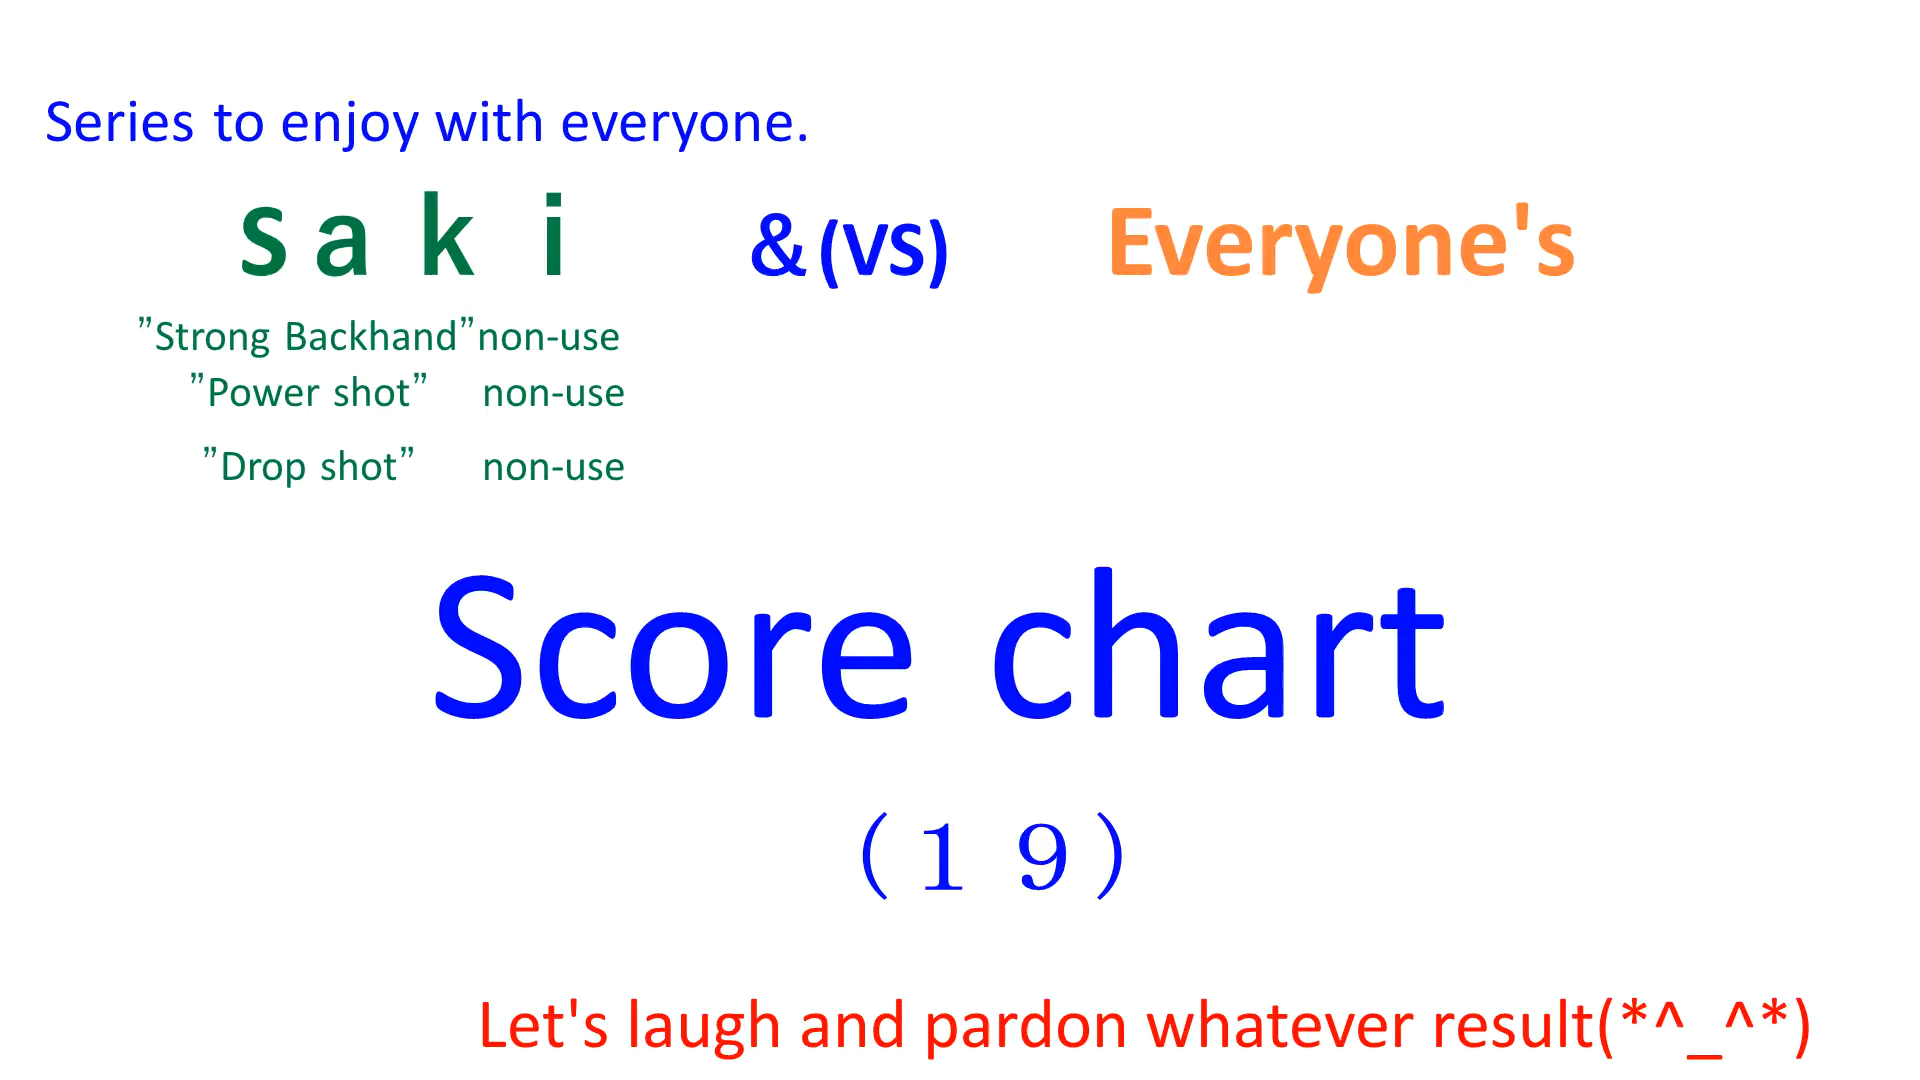 Series to enjoy with everyone.
ｓａｋｉ &(VS) Everyone's
”Strong Backhand”non-use
”Power shot” non-use
”Drop shot” non-use
Score chart
（１９）
Let's laugh and pardon whatever result(*^_^*)